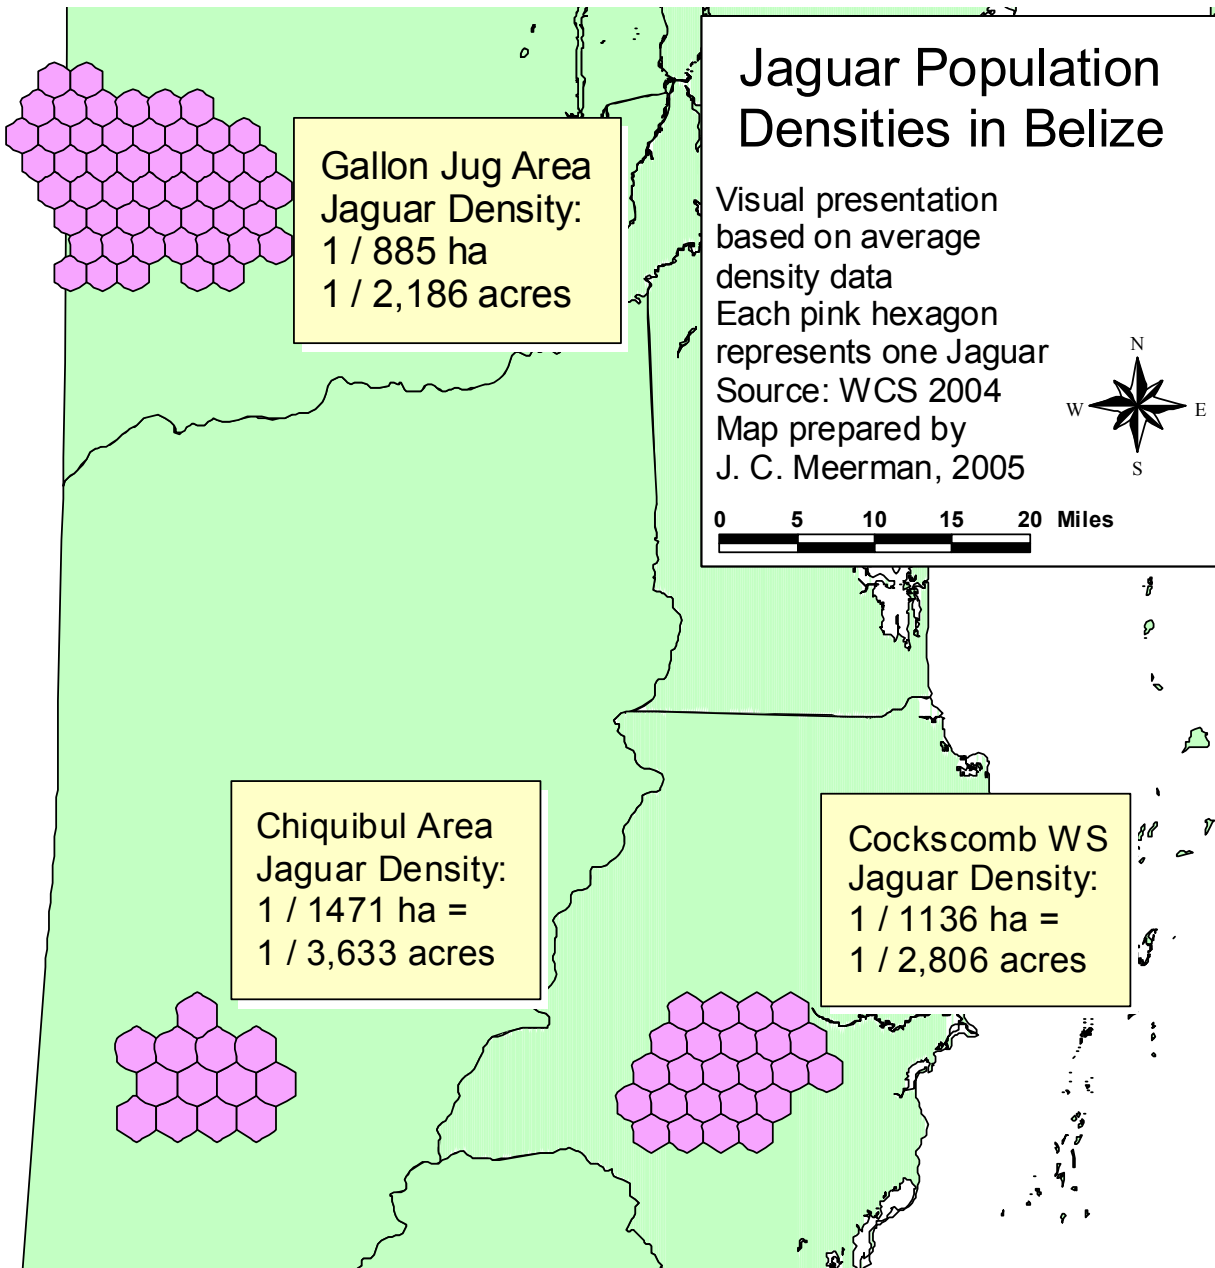 Jaguar Population
Densities in Belize
Visual presentation
based on average
density data
Each pink hexagon
represents one Jaguar
Source: WCS 2004
Map prepared by
J. C. Meerman, 2005
N
W E
S
0 5 10 15 20 Miles
Gallon Jug Area
Jaguar Density:
1 / 885 ha
1 / 2,186 acres
Chiquibul Area
Jaguar Density:
1 / 1471 ha =
1 / 3,633 acres
Cockscomb WS
Jaguar Density:
1 / 1136 ha =
1 / 2,806 acres